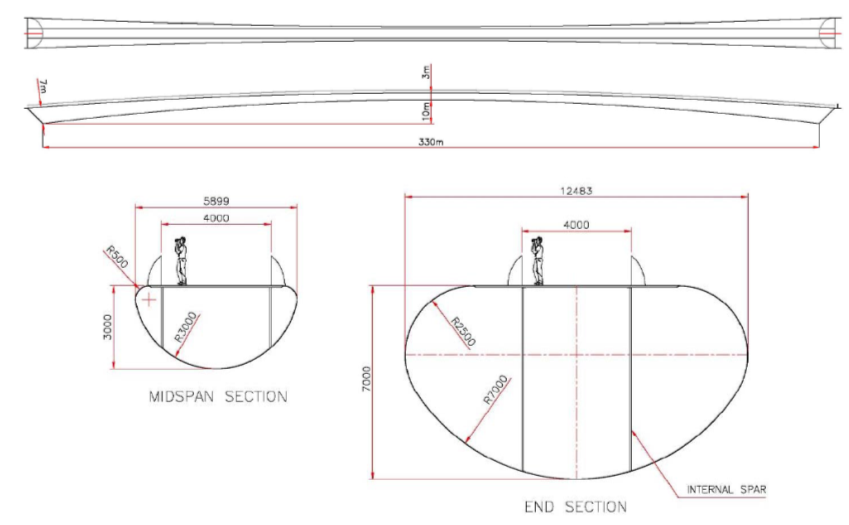 7m
3m
10m
330m
5899
4000
R500
3000
R3000
MIDSPAN SECTION
12483
4000
R2500
7000
R7000
INTERNAL SPAR
END SECTION